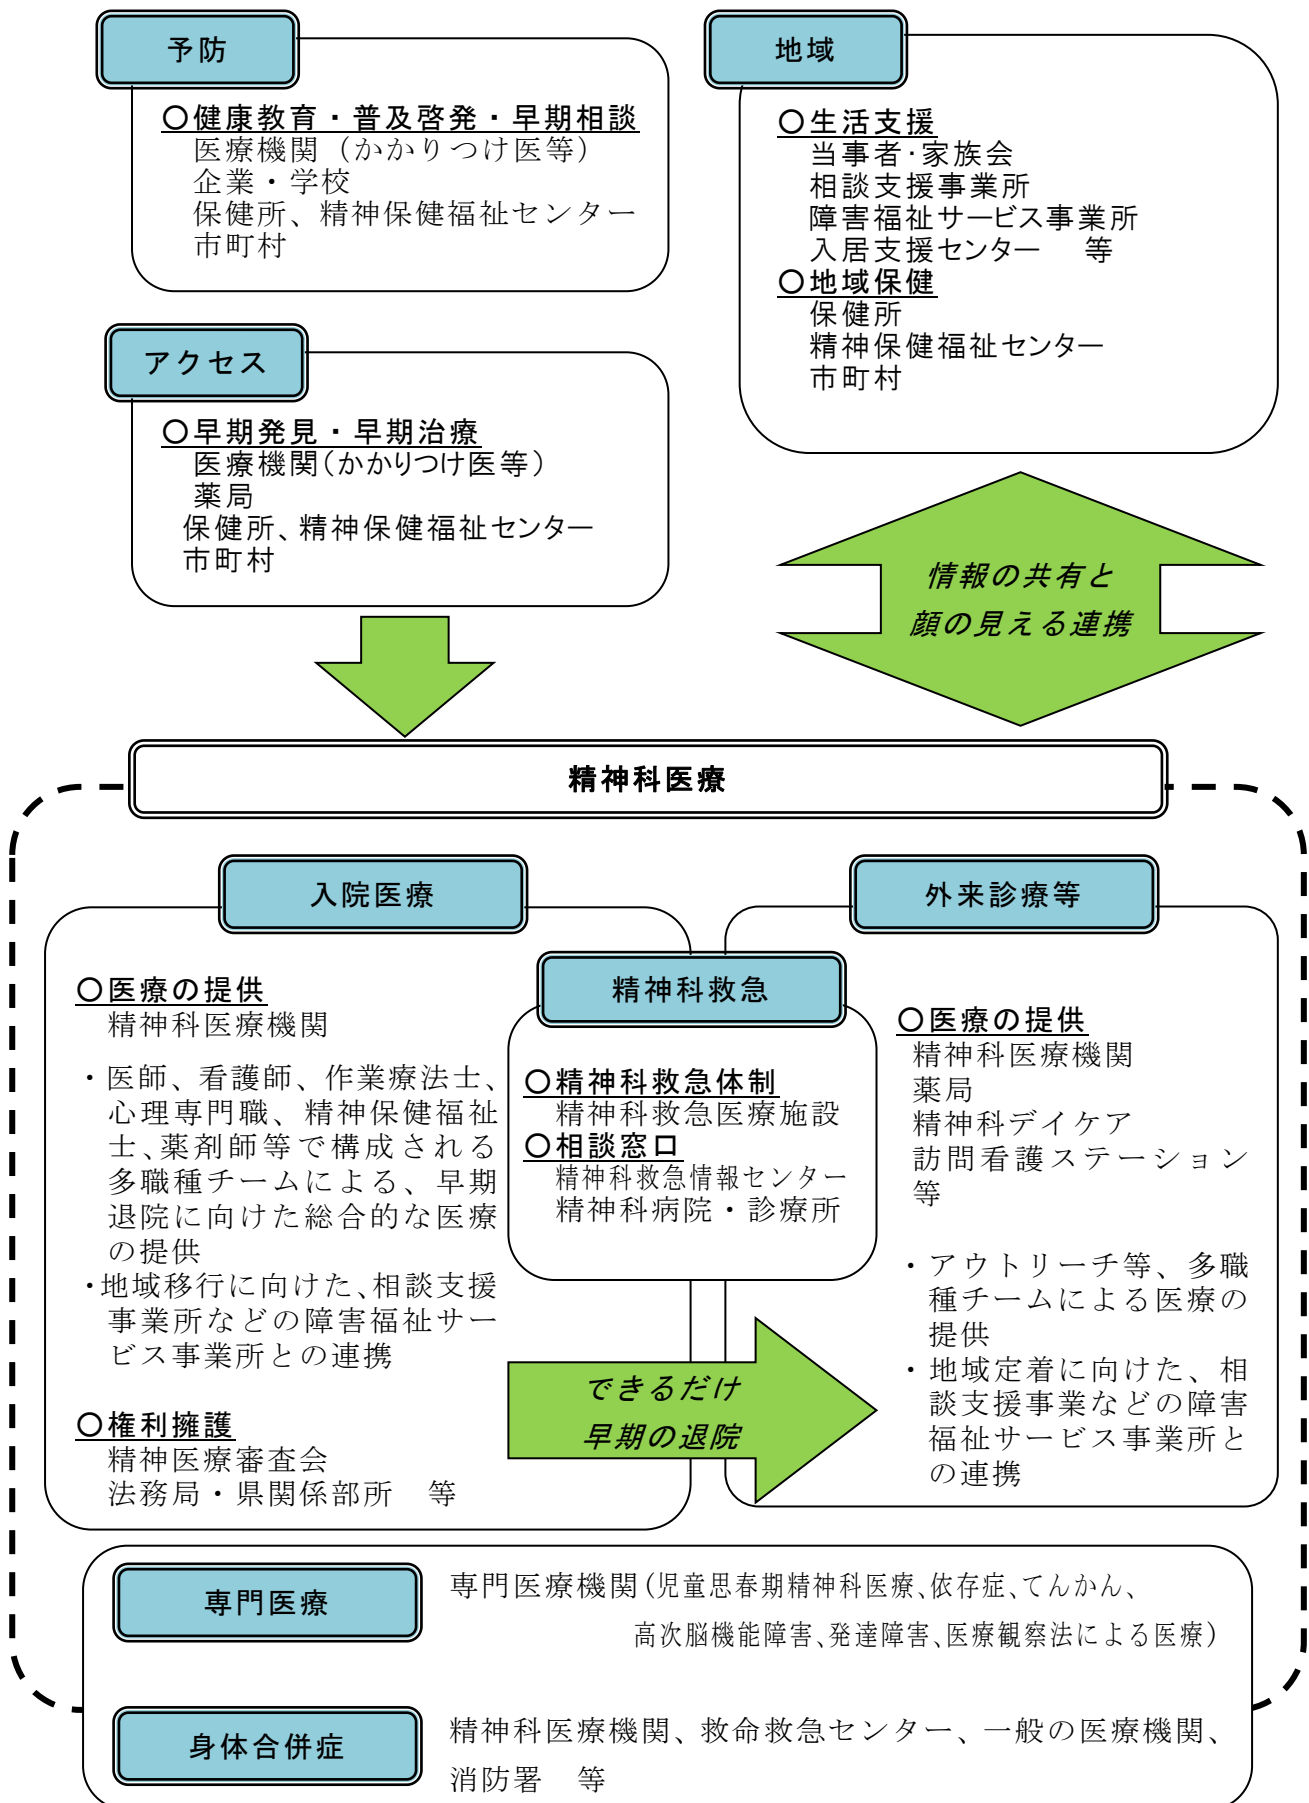 予防
〇健康教育・普及啓発・早期相談
医療機関（かかりつけ医等）
企業・学校
保健所、精神保健福祉センター
市町村
地域
〇生活支援
当事者・家族会
相談支援事業所
障害福祉サービス事業所
入居支援センター　等
〇地域保健
保健所
精神保健福祉センター
市町村
アクセス
〇早期発見・早期治療
医療機関（かかりつけ医等）
薬局
保健所、精神保健福祉センター
市町村
情報の共有と
顔の見える連携
精神科医療
入院医療
〇医療の提供
精神科医療機関
・医師、看護師、作業療法士、
心理専門職、精神保健福祉
士、薬剤師等で構成される
多職種チームによる、早期
退院に向けた総合的な医療
の提供
・地域移行に向けた、相談支援
事業所などの障害福祉サー
ビス事業所との連携
〇権利擁護
精神医療審査会
法務局・県関係部所　等
精神科救急
〇精神科救急体制
精神科救急医療施設
〇相談窓口
精神科救急情報センター
精神科病院・診療所
外来診療等
〇医療の提供
精神科医療機関
薬局
精神科デイケア
訪問看護ステーション
等
・アウトリーチ等、多職
種チームによる医療の
提供
・地域定着に向けた、相
談支援事業などの障害
福祉サービス事業所と
の連携
できるだけ
早期の退院
専門医療
専門医療機関（児童思春期精神科医療、依存症、てんかん、
高次脳機能障害、発達障害、医療観察法による医療）
身体合併症
精神科医療機関、救命救急センター、一般の医療機関、
消防署　等